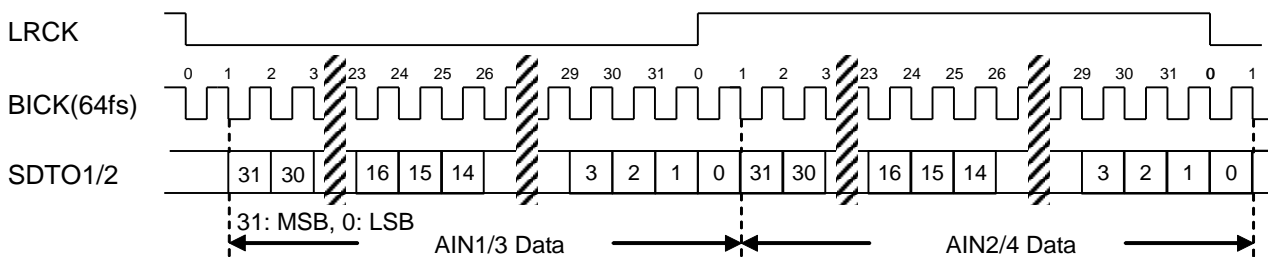 LRCK
0 1 2 3 23 24 25 26 29 30 31 0 1 2 3 23 24 25 26 29 30 31 0 1
BICK(64fs)
SDTO1/2 31 30 16 15 14 3 2 1 0 31 30 16 15 14 3 2 1 0
31: MSB, 0: LSB
AIN1/3 Data AIN2/4 Data